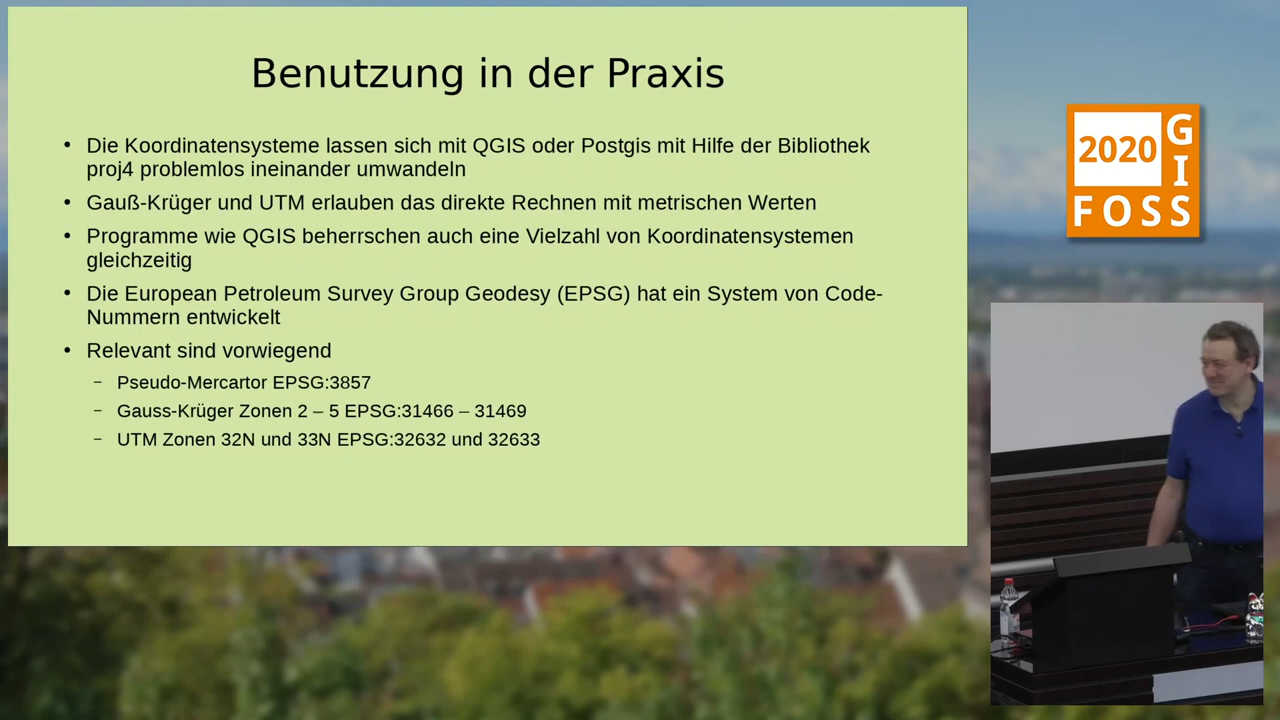 Benutzung in der Praxis
• Die Koordinatensysteme lassen sich mit QGIS oder Postgis mit Hilfe der Bibliothek
proj4 problemlos ineinander umwandeln
• Gauß-Krüger und UTM erlauben das direkte Rechnen mit metrischen Werten
• Programme wie QGIS beherrschen auch eine Vielzahl von Koordinatensystemen
gleichzeitig
• Die European Petroleum Survey Group Geodesy (EPSG) hat ein System von Code-
Nummern entwickelt
• Relevant sind vorwiegend
– Pseudo-Mercartor EPSG:3857
– Gauss-Krüger Zonen 2 – 5 EPSG:31466 – 31469
– UTM Zonen 32N und 33N EPSG:32632 und 32633
2020 G
I
FOSS